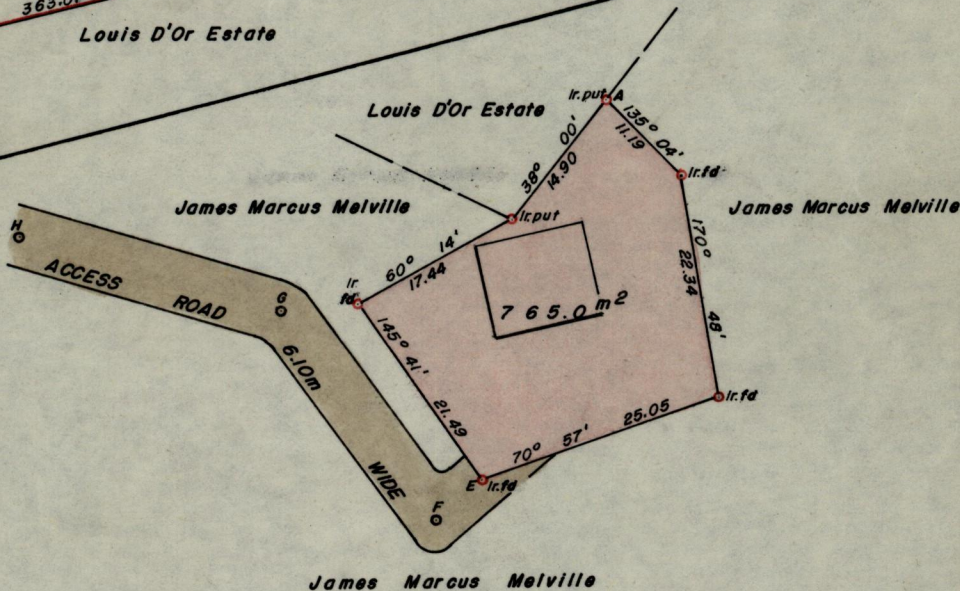 363.0
Louis D'Or Estate
Louis D'Or Estate
Ir. put A
135° 04'
11.19
38° 00'
14.90
Ir. fd
James Marcus Melville
Ir. put
James Marcus Melville
H
ACCESS ROAD
G
60° 14'
17.44
Ir. fd
170° 48'
22.34
765.0 m2
6.10m
145° 41'
21.49
Ir. fd
25.05
70° 57'
WIDE
E Ir. fd
F
James Marcus Melville